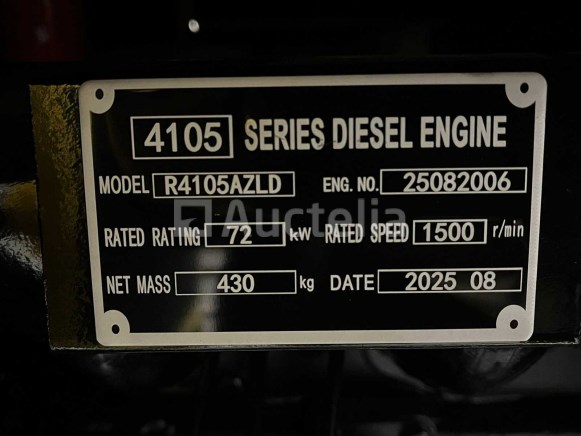 4105 SERIES DIESEL ENGINE
MODEL R4105AZLD ENG. NO. 25082006
Auctelia
RATED RATING 72 kW RATED SPEED 1500 r/min
NET MASS 430 kg DATE 2025 08